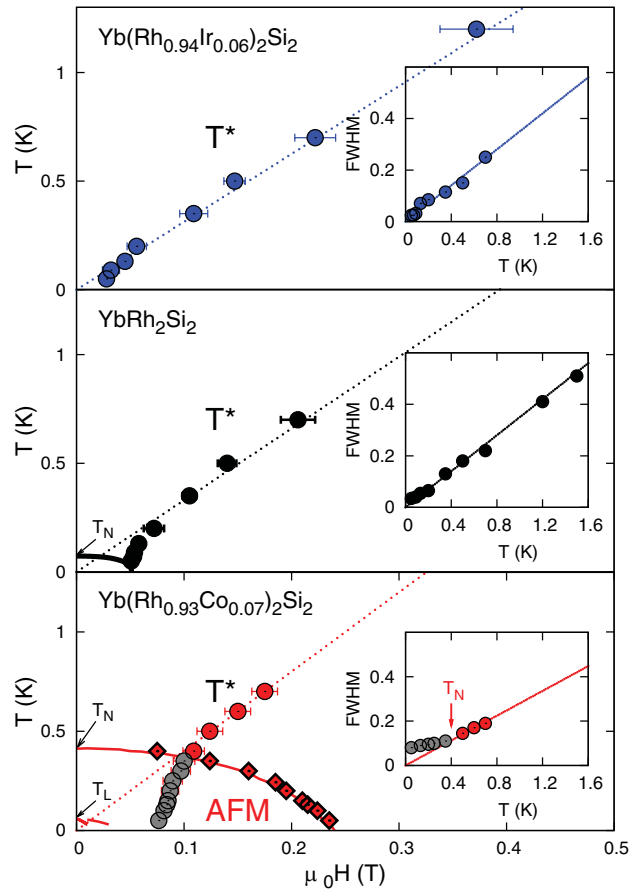 Yb(Rh0.94Ir0.06)2Si2
T*
T (K)
1
0
FWHM
0.4
0.2
0
0 0.4 0.8 1.2 1.6
T (K)
YbRh2Si2
T*
T (K)
1
0
TN
FWHM
0.4
0.2
0
0 0.4 0.8 1.2 1.6
T (K)
Yb(Rh0.93Co0.07)2Si2
T*
T (K)
1
0.5
0
TN
TL
AFM
FWHM
0.4
0.2
0
TN
0 0.4 0.8 1.2 1.6
T (K)
0 0.1 0.2 0.3 0.4 0.5
μ0H (T)